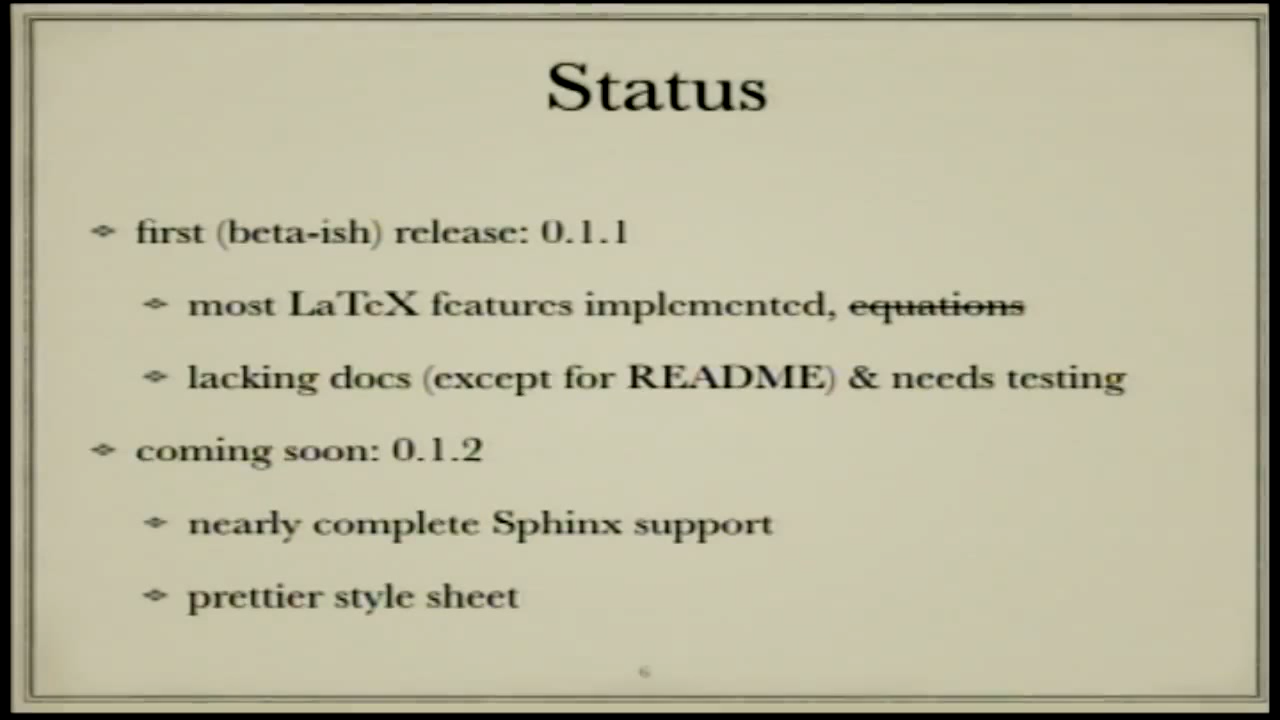 Status
first (beta-ish) release: 0.1.1
most LaTeX features implemented, equations
lacking docs (except for README) & needs testing
coming soon: 0.1.2
nearly complete Sphinx support
prettier style sheet
6